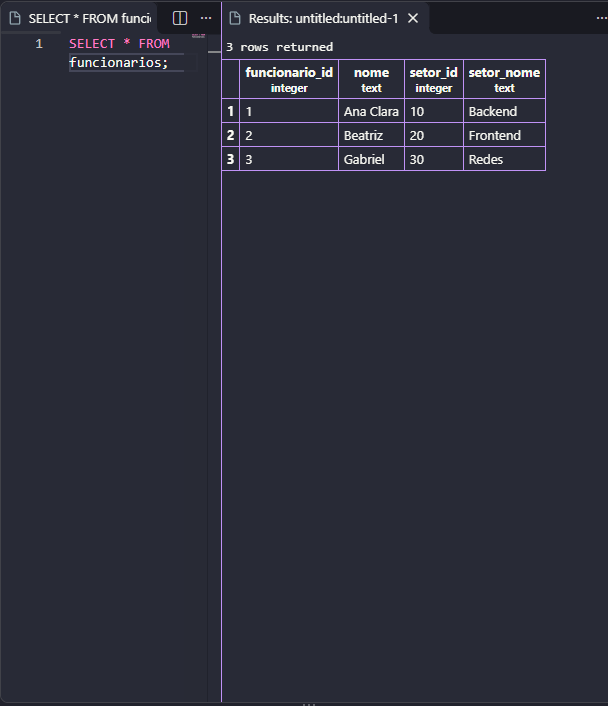 SELECT * FROM funci
Results: untitled:untitled-1
1 SELECT * FROM
funcionarios;
3 rows returned
funcionario_id nome setor_id setor_nome
integer text integer text
1 1 Ana Clara 10 Backend
2 2 Beatriz 20 Frontend
3 3 Gabriel 30 Redes